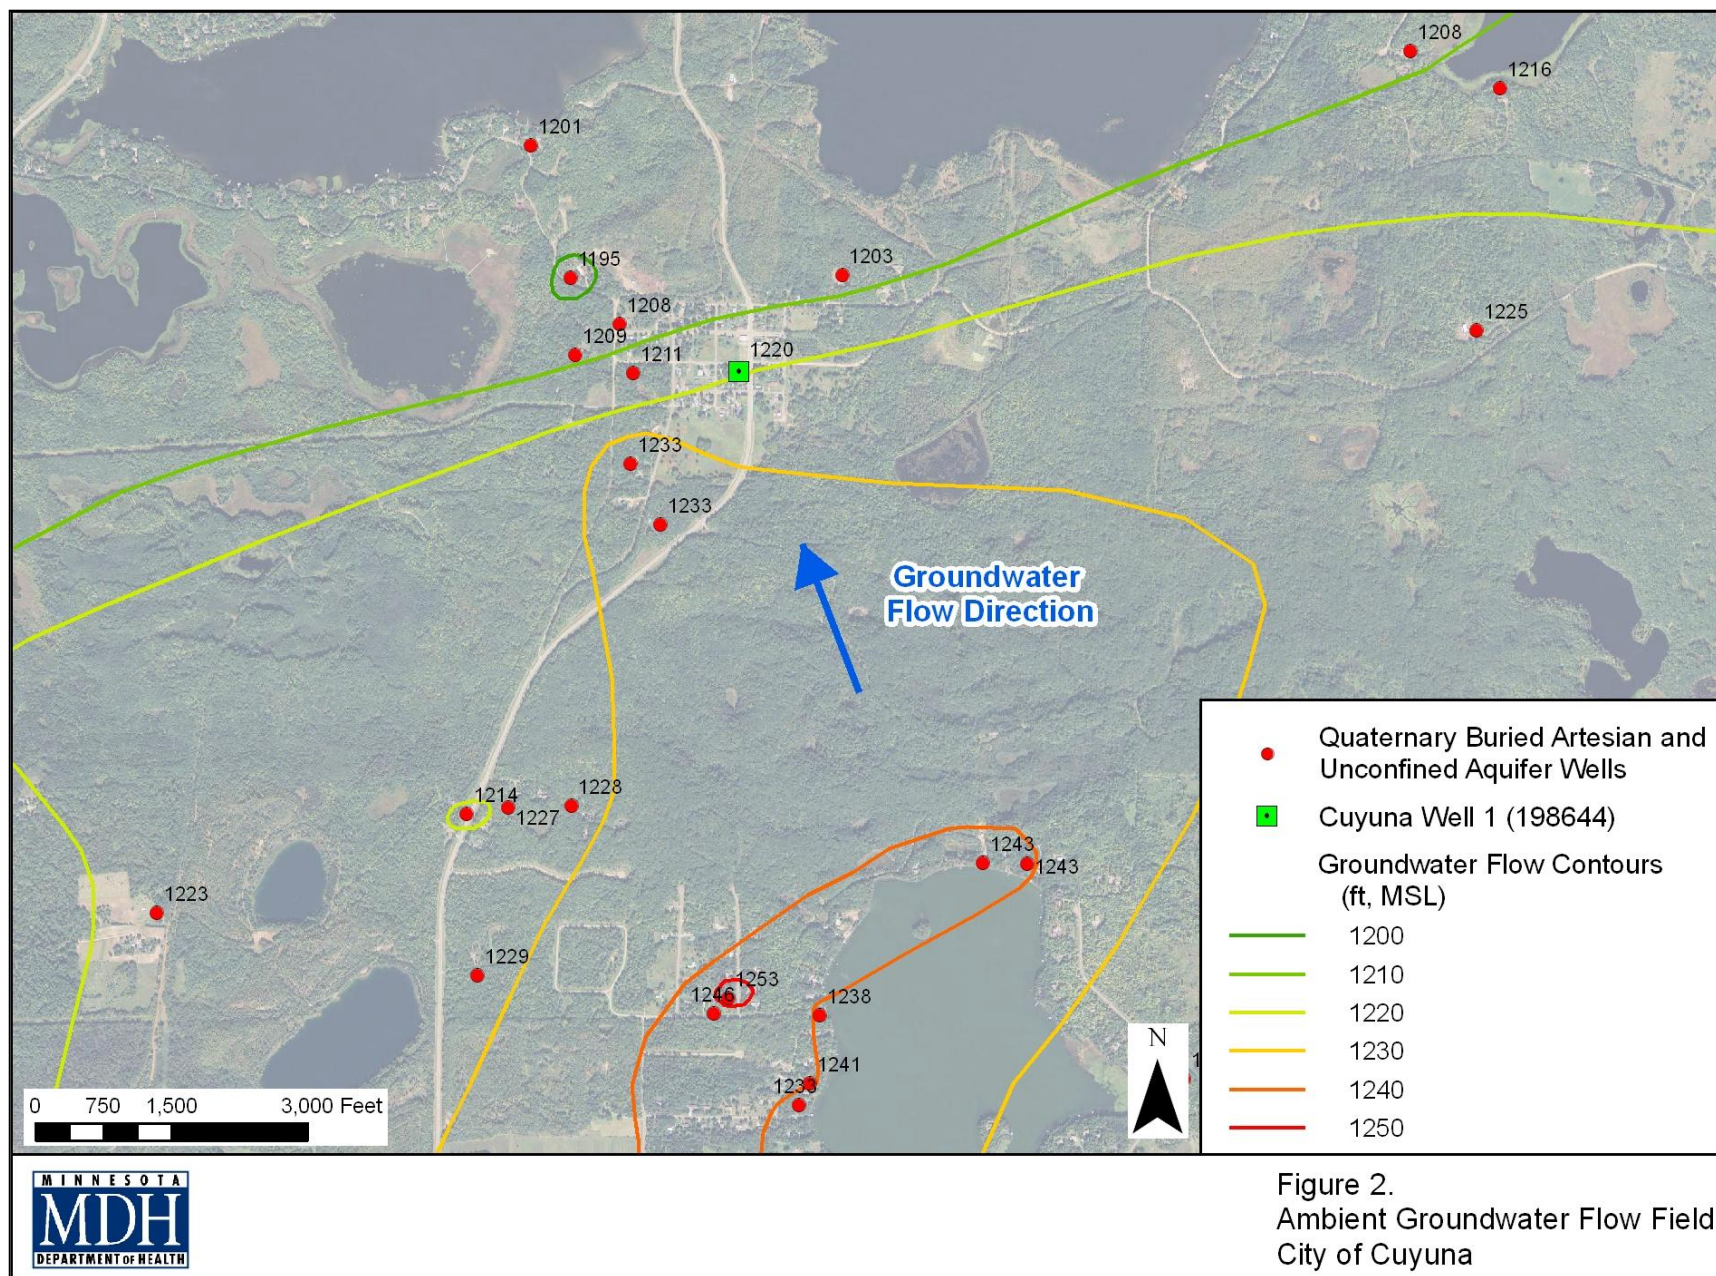 1208
1216
1201
1195
1203
1208
1209
1211
1220
1225
1233
1233
Groundwater
Flow Direction
1214
1227
1228
1223
1229
1243
1243
1253
1246
1238
1241
1233
N
0 750 1,500 3,000 Feet
Quaternary Buried Artesian and
Unconfined Aquifer Wells
Cuyuna Well 1 (198644)
Groundwater Flow Contours
(ft, MSL)
1200
1210
1220
1230
1240
1250
MINNESOTA
MDH
DEPARTMENT OF HEALTH
Figure 2.
Ambient Groundwater Flow Field
City of Cuyuna